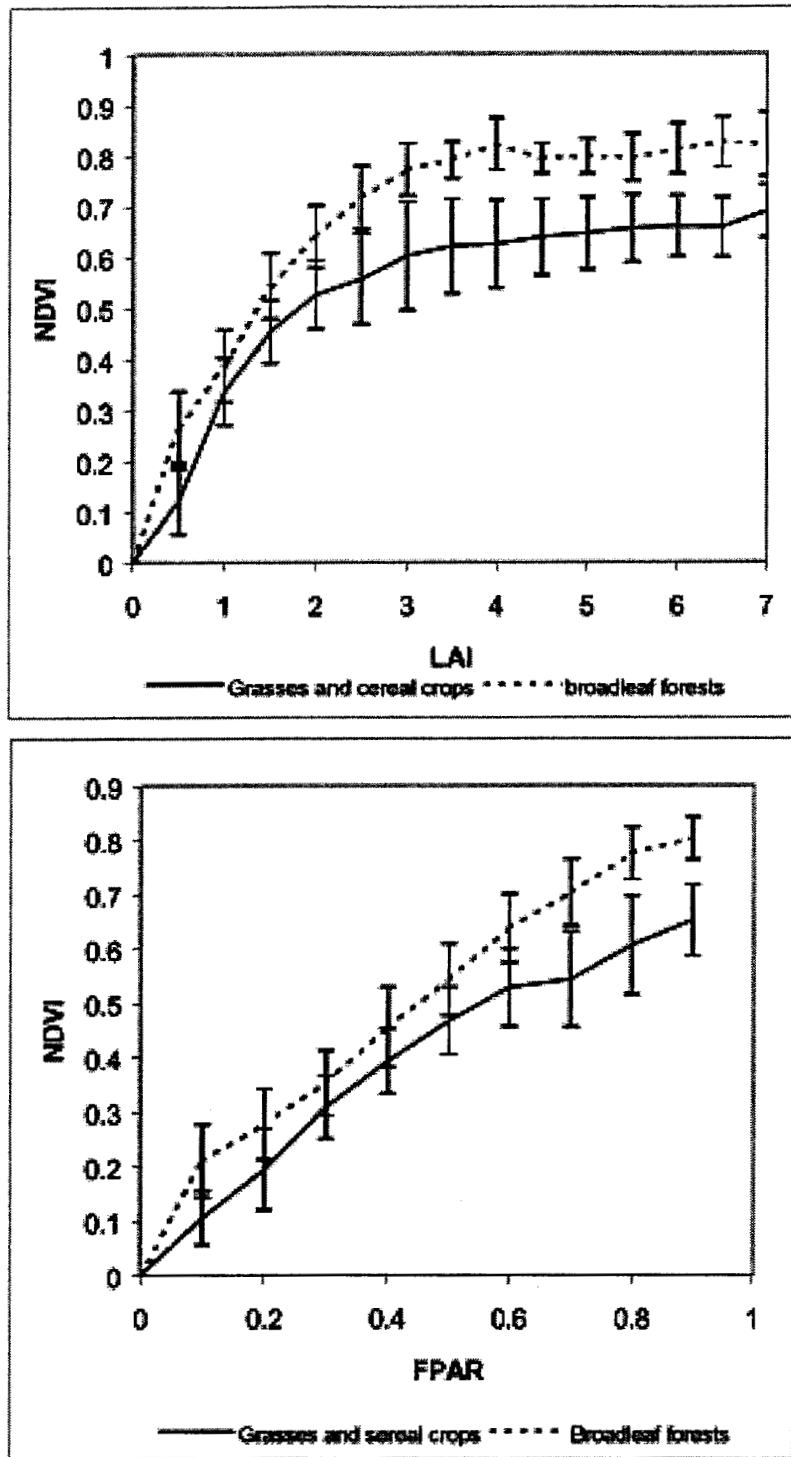 1
0.9
0.8
0.7
0.6
0.5
0.4
0.3
0.2
0.1
0
NDVI
0 1 2 3 4 5 6 7
LAI
Grasses and cereal crops broadleaf forests
0.9
0.8
0.7
0.6
0.5
0.4
0.3
0.2
0.1
0
NDVI
0 0.2 0.4 0.6 0.8 1
FPAR
Grasses and sereal crops Broadleaf forests